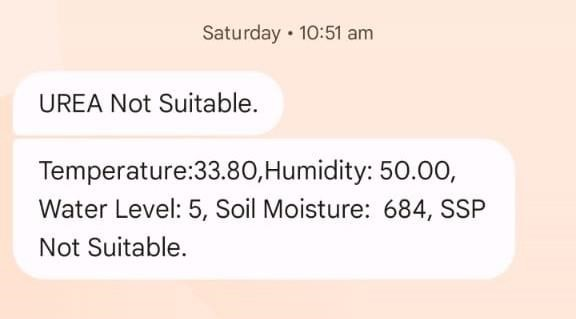 Saturday • 10:51 am
UREA Not Suitable.
Temperature:33.80,Humidity: 50.00,
Water Level: 5, Soil Moisture:  684, SSP
Not Suitable.